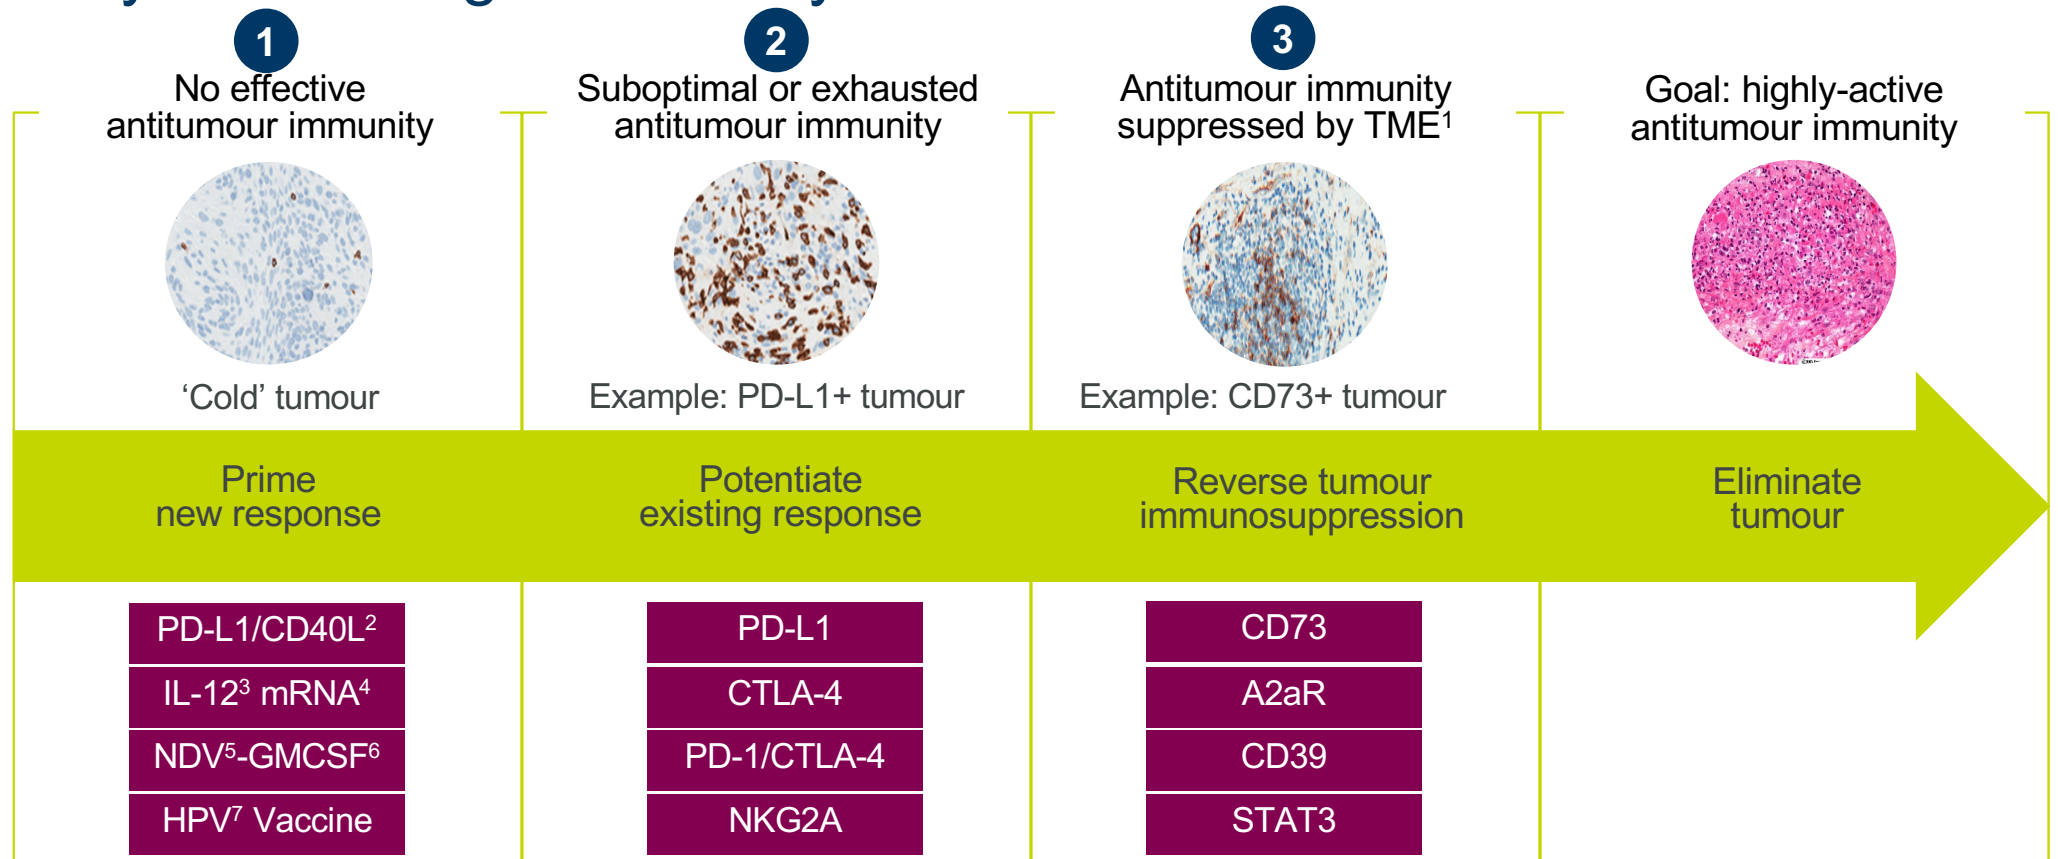 1
No effective
antitumour immunity
'Cold' tumour
Prime
new response
PD-L1/CD40L²
IL-12³ mRNA⁴
NDV⁵-GMCSF⁶
HPV⁷ Vaccine
2
Suboptimal or exhausted
antitumour immunity
Example: PD-L1+ tumour
Potentiate
existing response
PD-L1
CTLA-4
PD-1/CTLA-4
NKG2A
3
Antitumour immunity
suppressed by TME¹
Example: CD73+ tumour
Reverse tumour
immunosuppression
CD73
A2aR
CD39
STAT3
Goal: highly-active
antitumour immunity
Eliminate
tumour